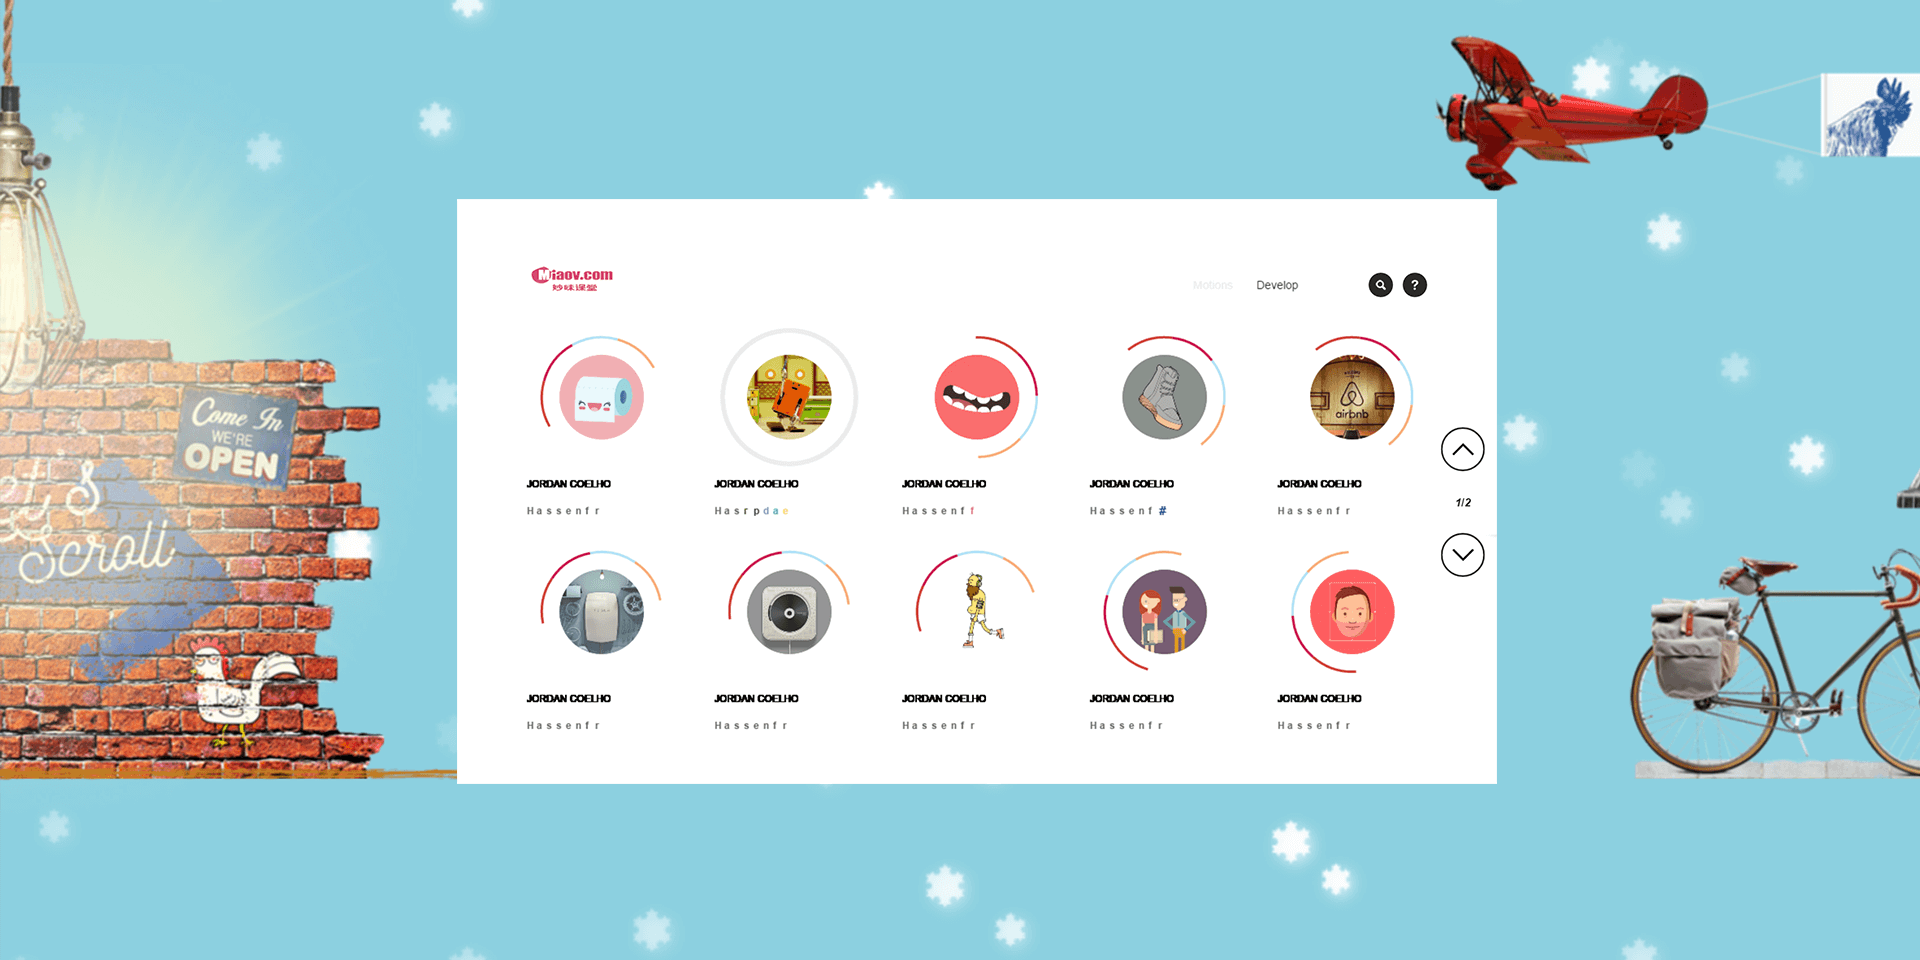 Come In
WE'RE
OPEN
Let's
Scroll
Miaov.com
妙味课堂
Motions
Develop
?
airbnb
JORDAN COELHO
JORDAN COELHO
JORDAN COELHO
JORDAN COELHO
JORDAN COELHO
Hassenfr
Hasrpdae
Hassenff
Hassenf#
Hassenfr
1/2
JORDAN COELHO
JORDAN COELHO
JORDAN COELHO
JORDAN COELHO
JORDAN COELHO
Hassenfr
Hassenfr
Hassenfr
Hassenfr
Hassenfr